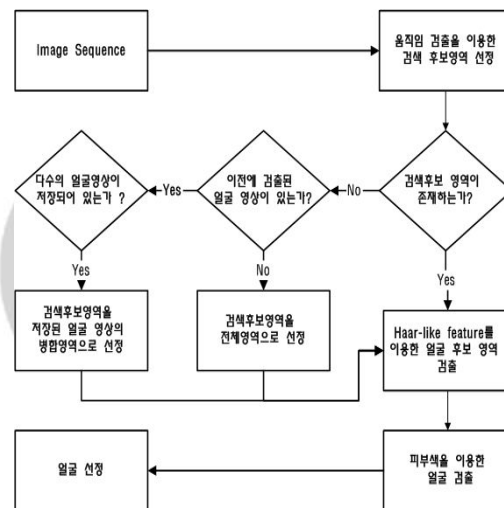 Image Sequence
움직임 검출을 이용한
검색 후보영역 선정
다수의 얼굴영상이
저장되어 있는가 ?
Yes
이전에 검출된
얼굴 영상이 있는가?
No
검색후보 영역이
존재하는가?
Yes
No
Yes
검색후보영역을
저장된 얼굴 영상의
병합영역으로 선정
검색후보영역을
전체영역으로 선정
Haar-like feature를
이용한 얼굴 후보 영역
검출
얼굴 선정
피부색을 이용한
얼굴 검출